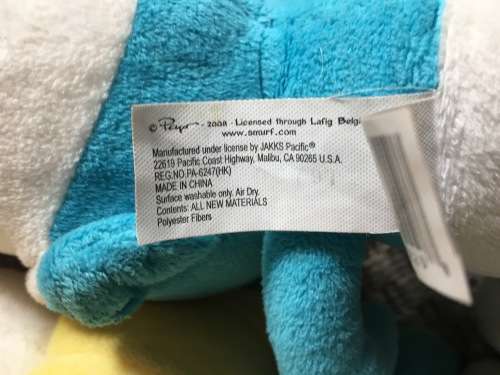 © Peyo - 2008 - Licensed through Lafig Belgi
www.smurf.com
Manufactured under license by JAKKS Pacific®
22619 Pacific Coast Highway, Malibu, CA 90265 U.S.A.
REG.NO.PA-6247(HK)
MADE IN CHINA
Surface washable only. Air Dry.
Contents: ALL NEW MATERIALS
Polyester Fibers